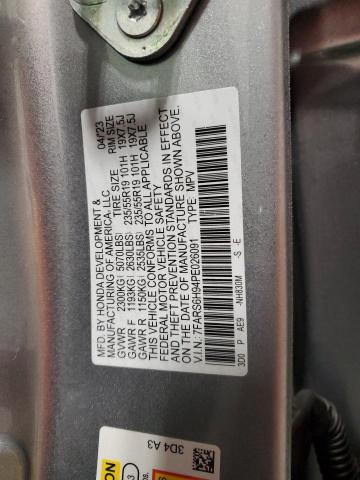 MFD. BY HONDA DEVELOPMENT & 04/'23
MANUFACTURING OF AMERICA, LLC
TIRE SIZE RIM SIZE
GVWR 2300KG( 5070LBS) 235/55R19 101H 19X7.5J
GAWR F 1193KG( 2630LBS) 235/55R19 101H 19X7.5J
GAWR R 1150KG( 2535LBS)
THIS VEHICLE CONFORMS TO ALL APPLICABLE
FEDERAL MOTOR VEHICLE SAFETY
AND THEFT PREVENTION STANDARDS IN EFFECT
ON THE DATE OF MANUFACTURE SHOWN ABOVE.
V.I.N.: 7FARS6H94PE026091 TYPE: MPV
3D0 P AE9 -NH830M -S -E
3D4 A3